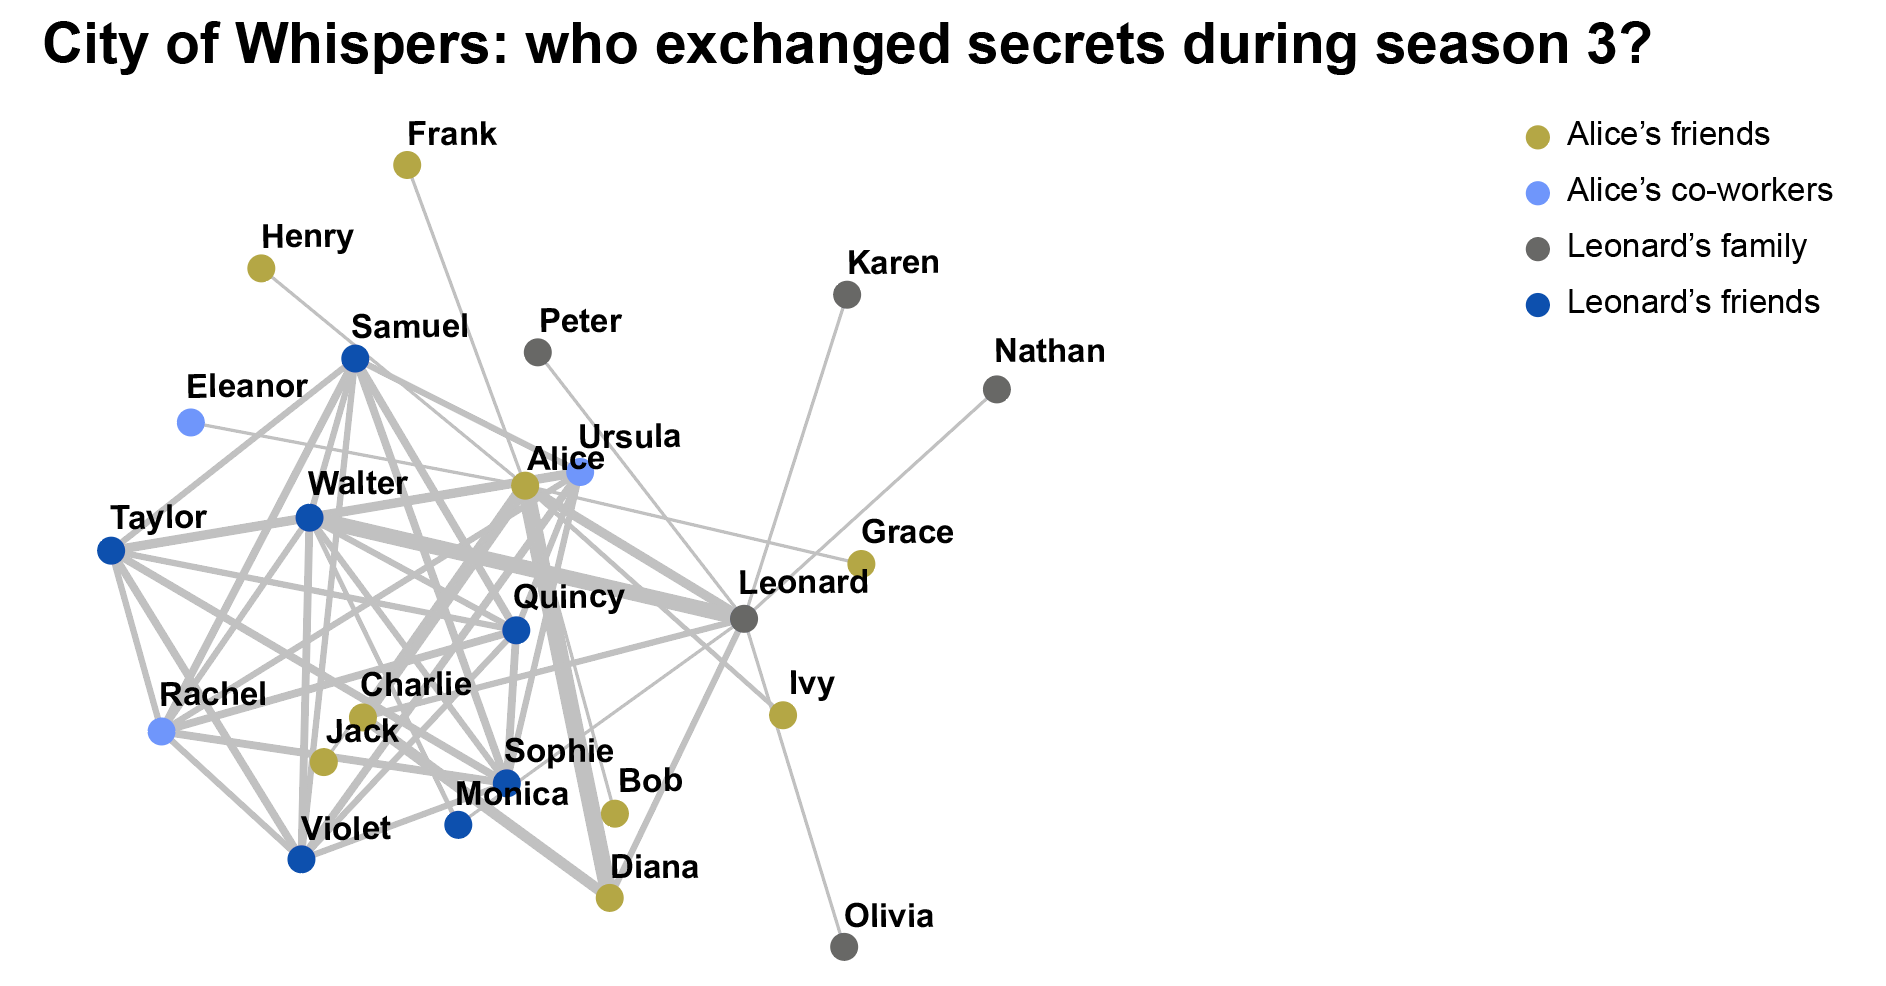 City of Whispers: who exchanged secrets during season 3?
Frank
Alice’s friends
Alice’s co-workers
Henry
Leonard’s family
Karen
Leonard’s friends
Samuel
Peter
Nathan
Eleanor
Ursula
Alice
Walter
Taylor
Grace
Leonard
Quincy
Charlie
Ivy
Rachel
Jack
Sophie
Bob
Monica
Violet
Diana
Olivia